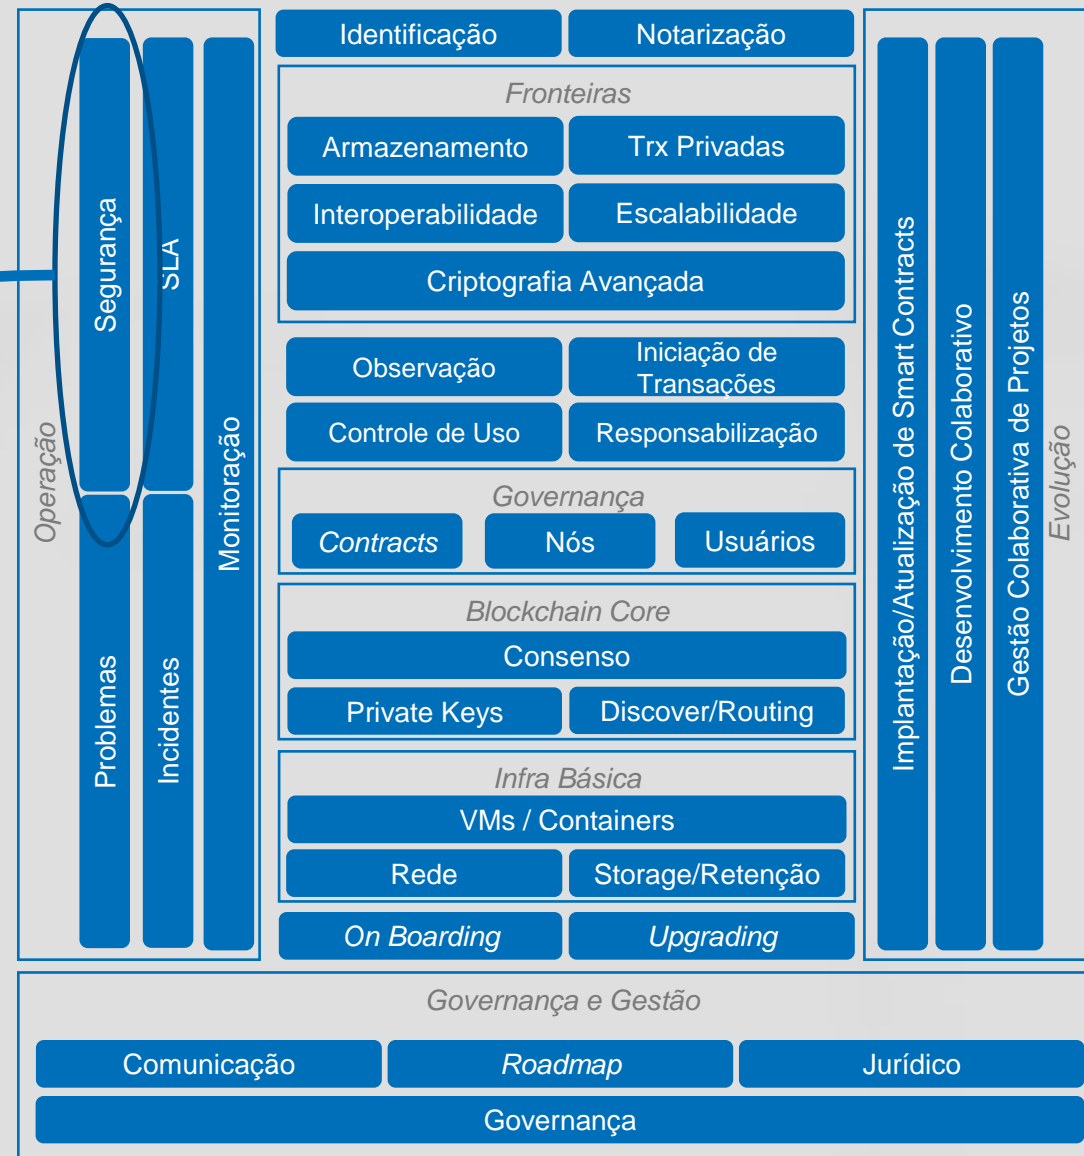 Identificação
Notarização
Operação
Segurança
SLA
Monitoração
Problemas
Incidentes
Fronteiras
Armazenamento
Trx Privadas
Interoperabilidade
Escalabilidade
Criptografia Avançada
Observação
Iniciação de
Transações
Controle de Uso
Responsabilização
Governança
Contracts
Nós
Usuários
Blockchain Core
Consenso
Private Keys
Discover/Routing
Infra Básica
VMs / Containers
Rede
Storage/Retenção
On Boarding
Upgrading
Implantação/Atualização de Smart Contracts
Desenvolvimento Colaborativo
Gestão Colaborativa de Projetos
Evolução
Governança e Gestão
Comunicação
Roadmap
Jurídico
Governança